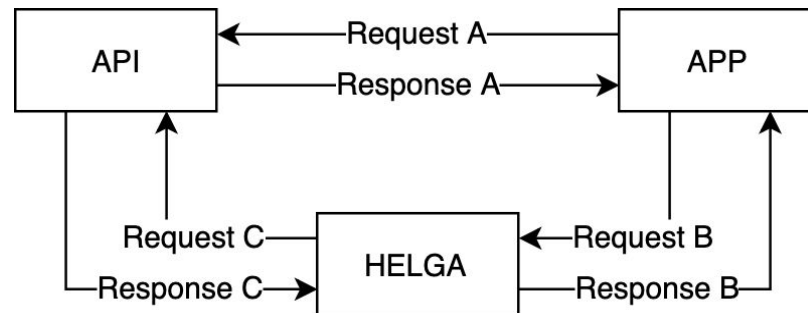 Request A
API
APP
Response A
Request C
Request B
HELGA
Response C
Response B